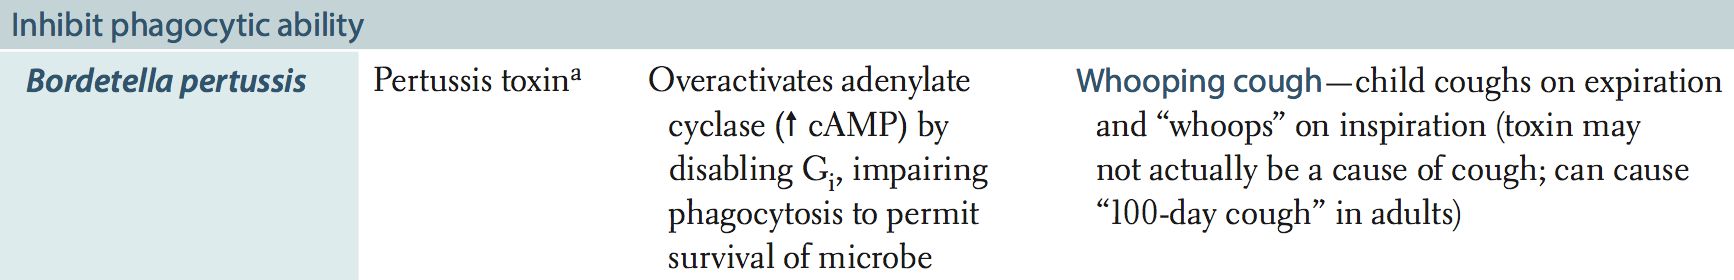 Inhibit phagocytic ability
Bordetella pertussis
Pertussis toxinᵃ
Overactivates adenylate
cyclase (↑ cAMP) by
disabling Gᵢ, impairing
phagocytosis to permit
survival of microbe
Whooping cough—child coughs on expiration
and “whoops” on inspiration (toxin may
not actually be a cause of cough; can cause
“100-day cough” in adults)